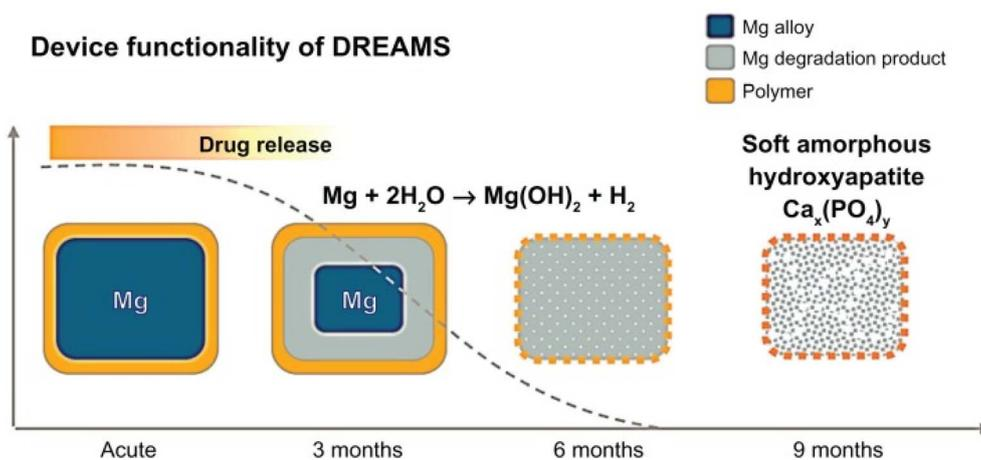 Device functionality of DREAMS
Mg alloy
Mg degradation product
Polymer
Drug release
Soft amorphous
hydroxyapatite
Caₓ(PO₄)ᵧ
Mg + 2H₂O → Mg(OH)₂ + H₂
Mg
Mg
Acute
3 months
6 months
9 months